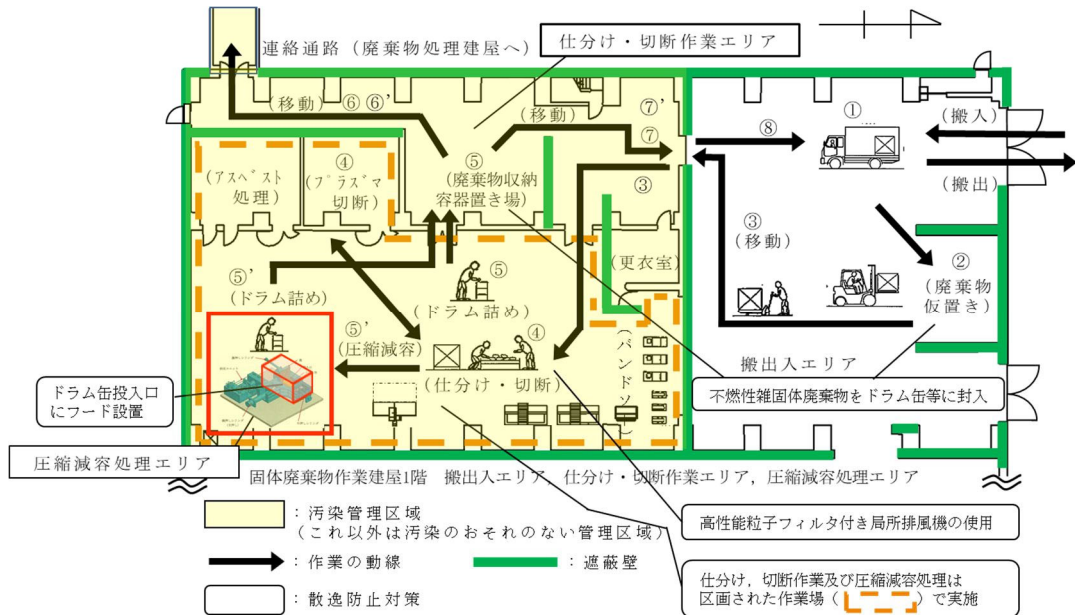 連絡通路（廃棄物処理建屋へ）
仕分け・切断作業エリア
(移動)
⑥ ⑥’
(移動)
⑦’
⑦
⑧
①
(搬入)
(搬出)
(アスベスト
処理)
④
(プラズマ
切断)
⑤
(廃棄物収納
容器置き場)
③
③
(移動)
②
(廃棄物
仮置き)
(更衣室)
⑤’
(ドラム詰め)
⑤
(ドラム詰め)
⑤’
(圧縮減容)
④
(仕分け・切断)
(バンドソー)
搬出入エリア
ドラム缶投入口
にフード設置
不燃性雑固体廃棄物をドラム缶等に封入
圧縮減容処理エリア
固体廃棄物作業建屋1階　搬出入エリア，仕分け・切断作業エリア，圧縮減容処理エリア
：汚染管理区域
(これ以外は汚染のおそれのない管理区域)
：作業の動線
：遮蔽壁
：散逸防止対策
高性能粒子フィルタ付き局所排風機の使用
仕分け，切断作業及び圧縮減容処理は
区画された作業場（　　　）で実施